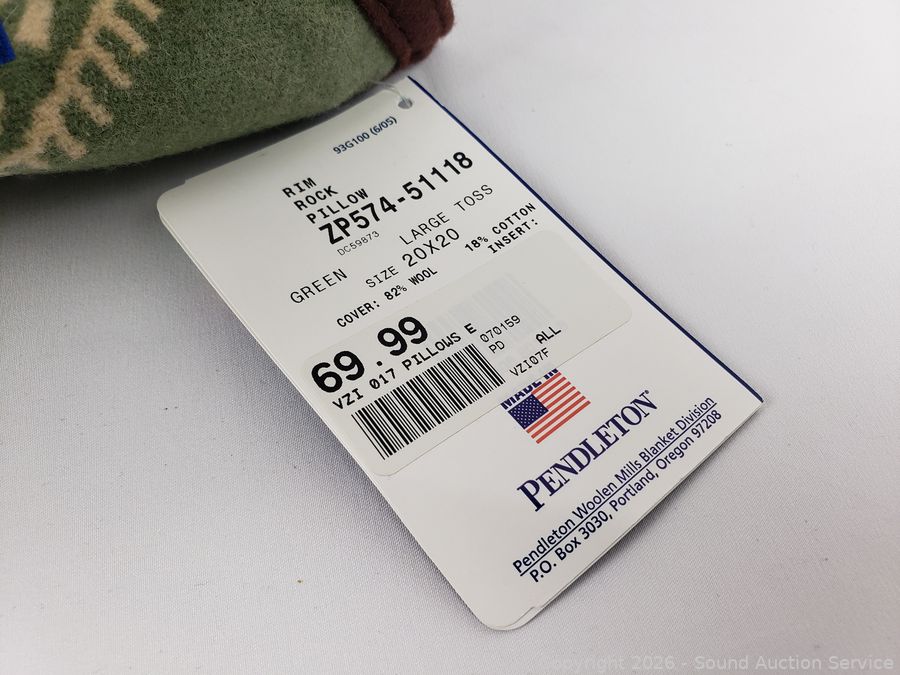 93G100 (6/05)
RIM
ROCK
PILLOW
ZP574-51118
DC59873
LARGE TOSS
GREEN
SIZE 20X20
COVER: 82% WOOL
18% COTTON
INSERT:
69.99
VZI 017 PILLOWS E
070159
PD
ALL
VZI07F
MADE IN
PENDLETON®
Pendleton Woolen Mills Blanket Division
P.O. Box 3030, Portland, Oregon 97208
Copyright 2026 - Sound Auction Service